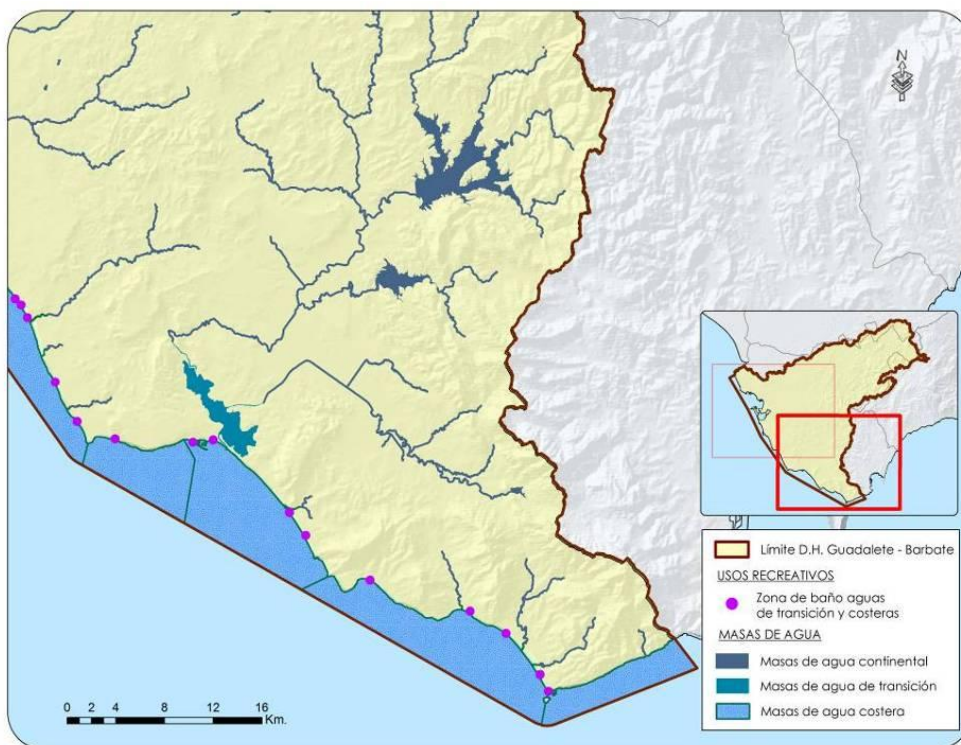 N
Límite D.H. Guadalete - Barbate
USOS RECREATIVOS
Zona de baño aguas
de transición y costeras
MASAS DE AGUA
Masas de agua continental
Masas de agua de transición
Masas de agua costera
0 2 4 8 12 16
Km.